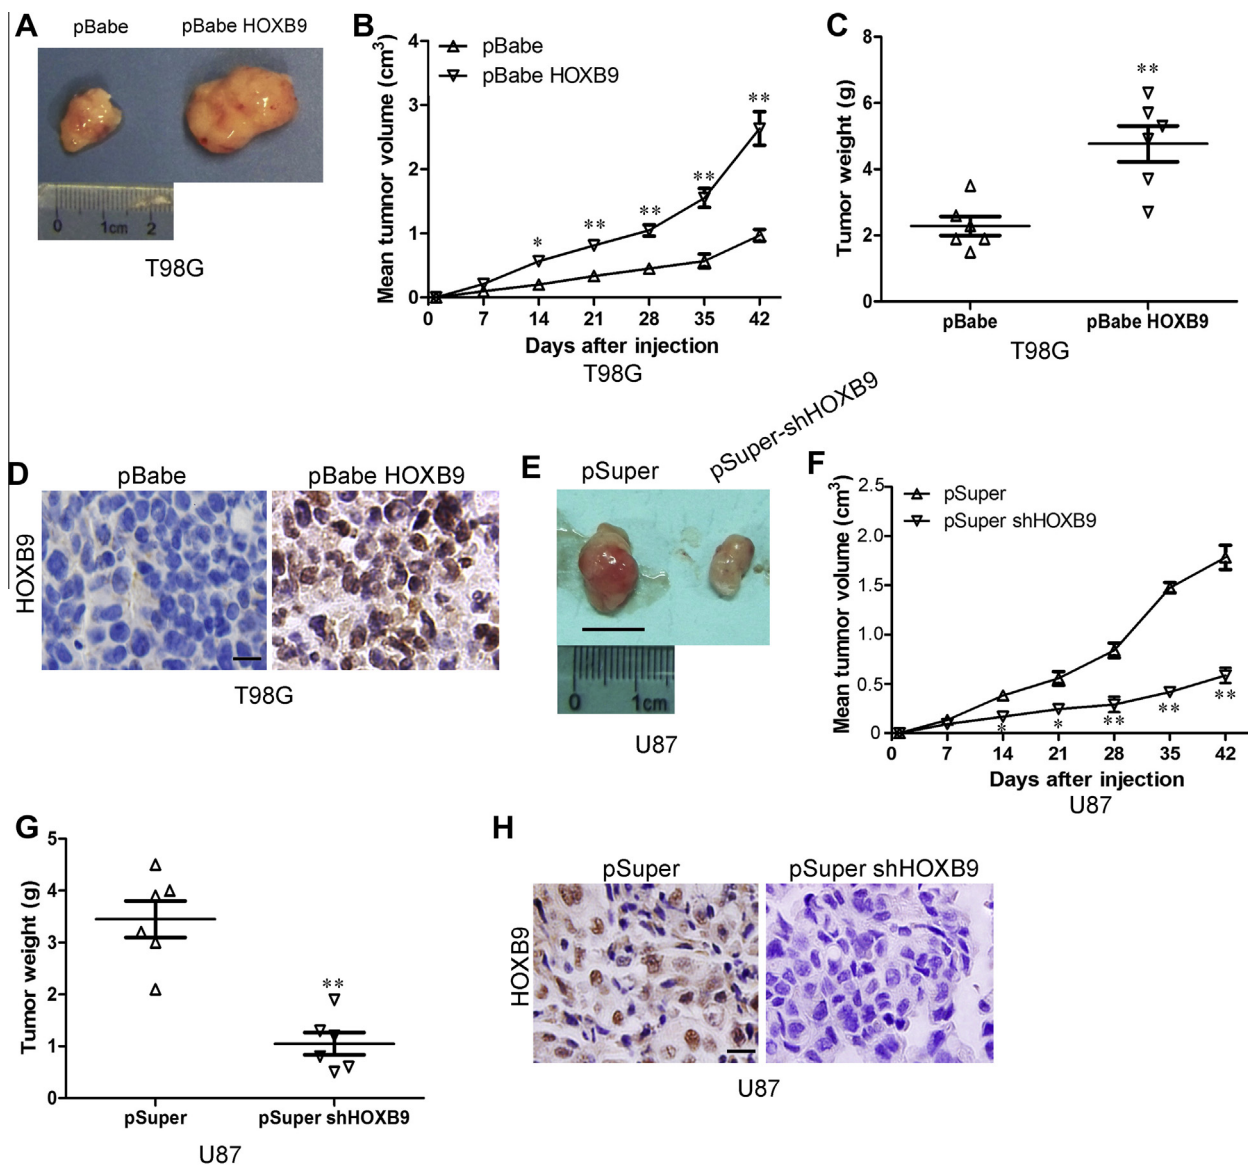 A
pBabe
pBabe HOXB9
0
1cm
2
T98G
B
Mean tumnor volume (cm³)
4
3
2
1
0
pBabe
pBabe HOXB9
*
**
**
**
**
0 7 14 21 28 35 42
Days after injection
T98G
C
Tumor weight (g)
8
6
4
2
0
**
pBabe
pBabe HOXB9
T98G
D
pBabe
pBabe HOXB9
HOXB9
T98G
E
pSuper
pSuper-shHOXB9
0
1cm
U87
F
Mean tumor volume (cm³)
2.5
2.0
1.5
1.0
0.5
0
pSuper
pSuper shHOXB9
*
*
**
**
**
0 7 14 21 28 35 42
Days after injection
U87
G
Tumor weight (g)
5
4
3
2
1
0
**
pSuper
pSuper shHOXB9
U87
H
pSuper
pSuper shHOXB9
HOXB9
U87